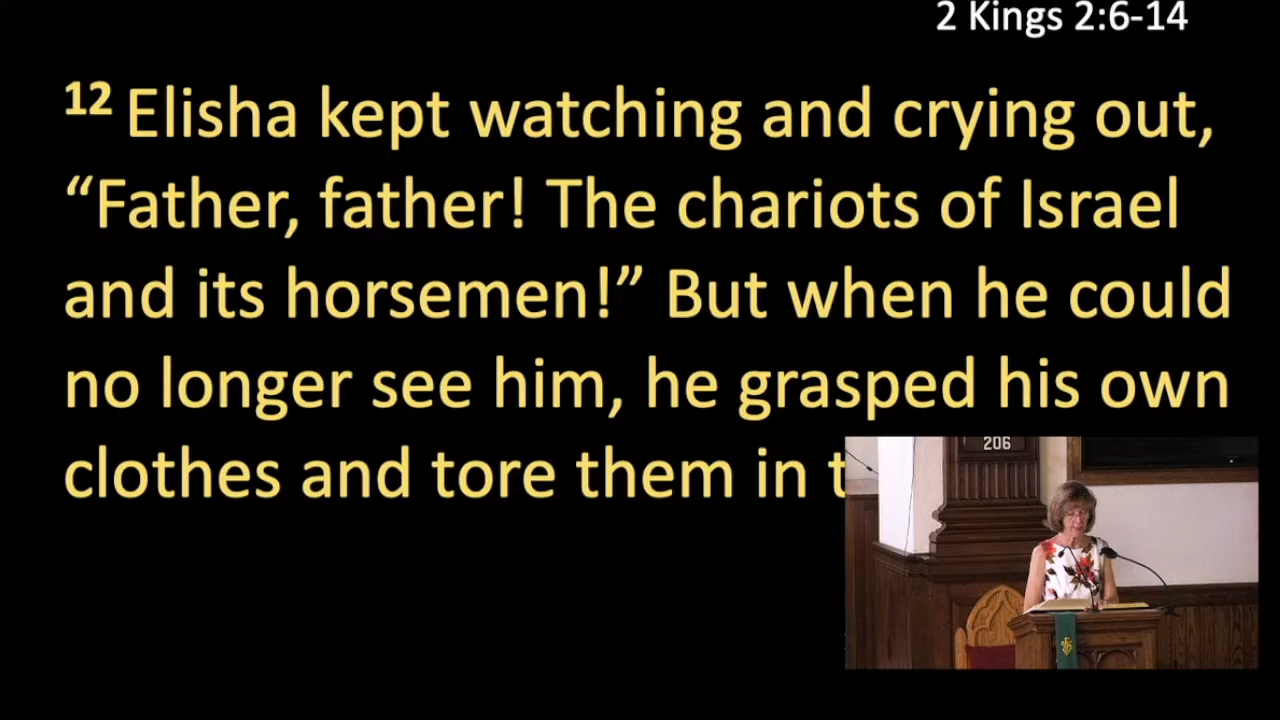 2 Kings 2:6-14
12 Elisha kept watching and crying out,
“Father, father! The chariots of Israel
and its horsemen!” But when he could
no longer see him, he grasped his own
clothes and tore them in t
206